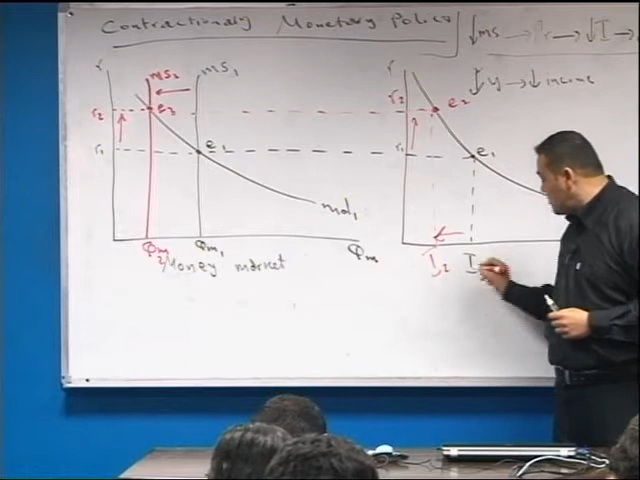 Contractionary Monetary Policy
↓MS → ↑r → ↓I →
↓y → ↓ income
r MS₂ MS₁
r₂ e₂
r₁ e₁
md₁
Qm₂ Qm₁ Qm
Money market
r
r₂ e₂
r₁ e₁
I₂ I